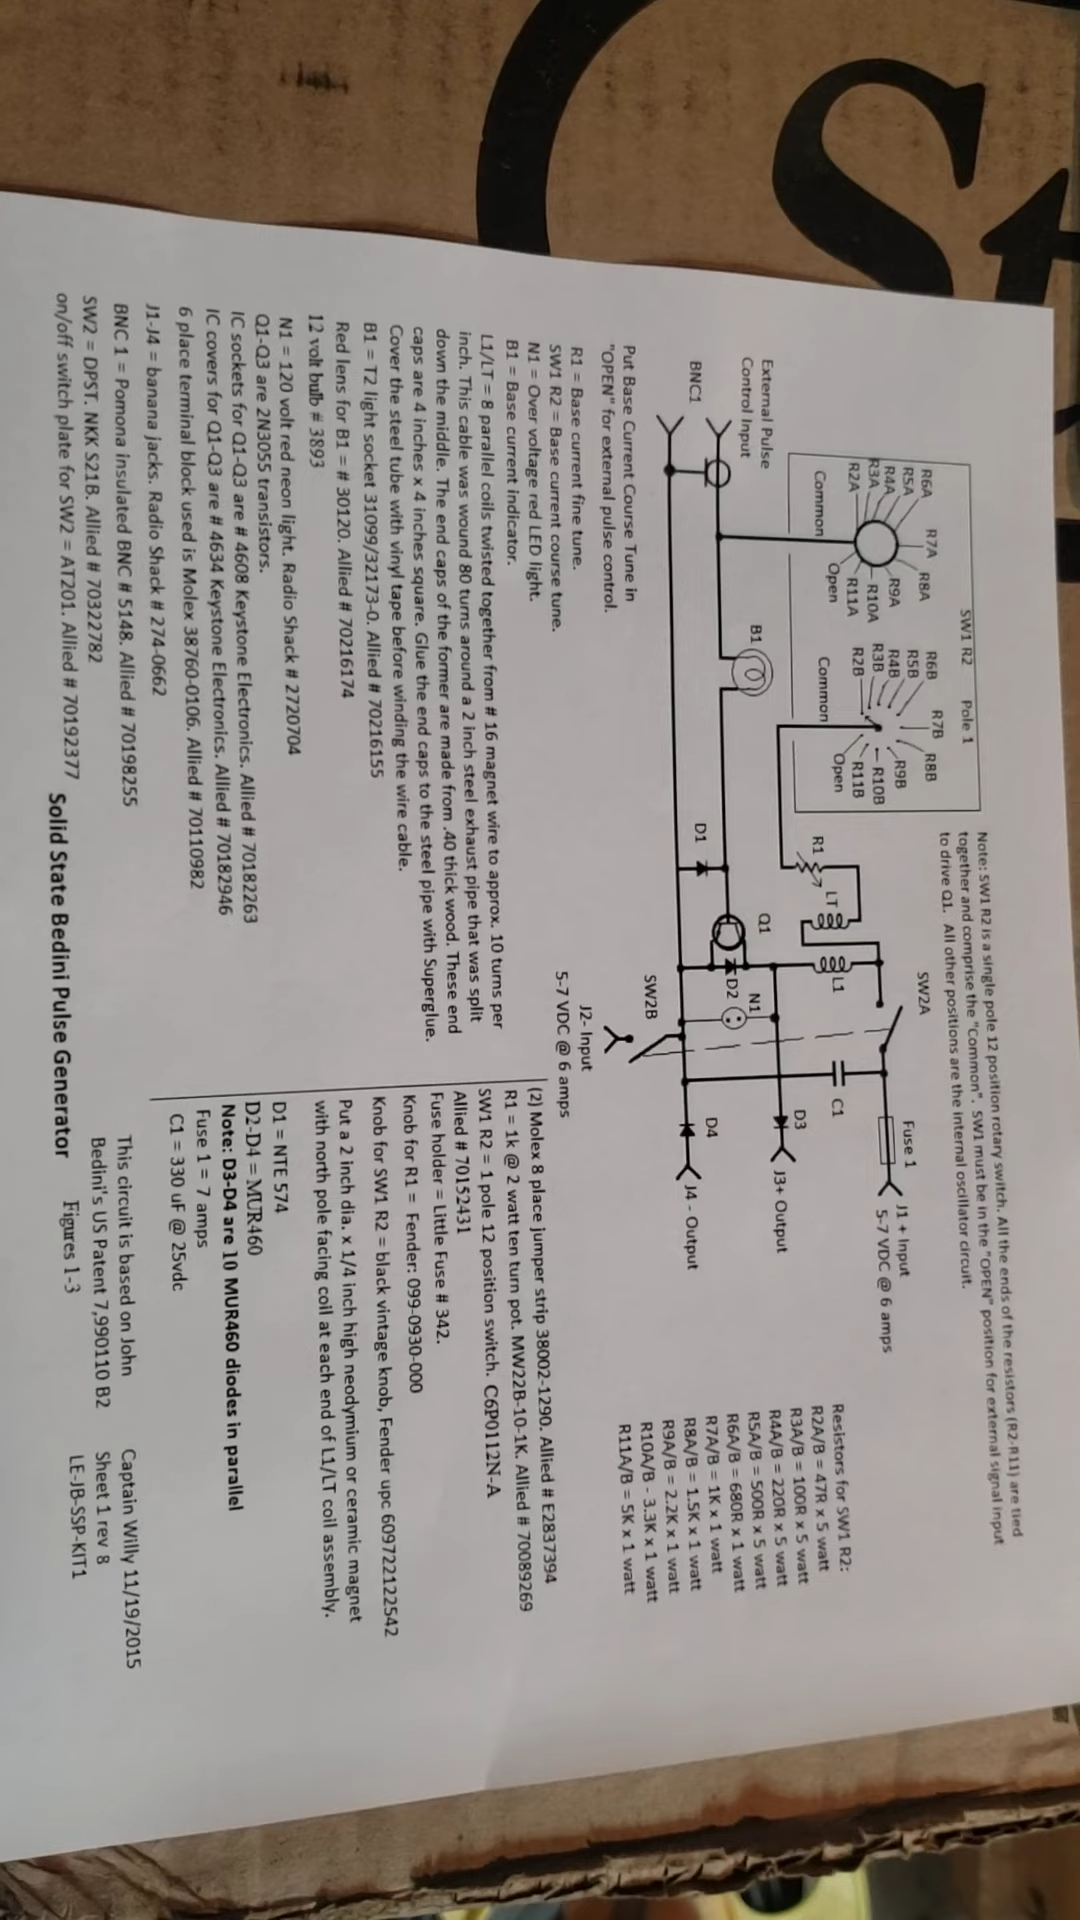 St
Note: SW1 R2 is a single pole 12 position rotary switch. All the ends of the resistors (R2-R11) are tied
together and comprise the "Common". SW1 must be in the "OPEN" position for external signal input
to drive Q1. All other positions are the internal oscillator circuit.
SW1 R2 Pole 1
R6A R7A R8A
R5A
R4A R9A
R3A R10A
R2A R11A
Common Open
R6B R7B R8B
R5B
R4B R9B
R3B R10B
R2B R11B
Common Open
External Pulse
Control Input
BNC1
B1
R1
LT
L1
SW2A
Fuse 1
J1 + Input
5-7 VDC @ 6 amps
C1
D1
Q1
D2
N1
D3
J3+ Output
D4
J4 - Output
SW2B
J2- Input
5-7 VDC @ 6 amps
Resistors for SW1 R2:
R2A/B = 47R x 5 watt
R3A/B = 100R x 5 watt
R4A/B = 220R x 5 watt
R5A/B = 500R x 5 watt
R6A/B = 680R x 1 watt
R7A/B = 1K x 1 watt
R8A/B = 1.5K x 1 watt
R9A/B = 2.2K x 1 watt
R10A/B - 3.3K x 1 watt
R11A/B = 5K x 1 watt
Put Base Current Course Tune in
"OPEN" for external pulse control.
R1 = Base current fine tune.
SW1 R2 = Base current course tune.
N1 = Over voltage red LED light.
B1 = Base current indicator.
L1/LT = 8 parallel coils twisted together from # 16 magnet wire to approx. 10 turns per
inch. This cable was wound 80 turns around a 2 inch steel exhaust pipe that was split
down the middle. The end caps of the former are made from .40 thick wood. These end
caps are 4 inches x 4 inches square. Glue the end caps to the steel pipe with Superglue.
Cover the steel tube with vinyl tape before winding the wire cable.
B1 = T2 light socket 31099/32173-0. Allied # 70216155
Red lens for B1 = # 30120. Allied # 70216174
12 volt bulb # 3893
N1 = 120 volt red neon light. Radio Shack # 2720704
Q1-Q3 are 2N3055 transistors.
IC sockets for Q1-Q3 are # 4608 Keystone Electronics. Allied # 70182263
IC covers for Q1-Q3 are # 4634 Keystone Electronics. Allied # 70182946
6 place terminal block used is Molex 38760-0106. Allied # 70110982
J1-J4 = banana jacks. Radio Shack # 274-0662
BNC 1 = Pomona insulated BNC # 5148. Allied # 70198255
SW2 = DPST. NKK S21B. Allied # 70322782
on/off switch plate for SW2 = AT201. Allied # 70192377
(2) Molex 8 place jumper strip 38002-1290. Allied # E2837394
R1 = 1k @ 2 watt ten turn pot. MW22B-10-1K. Allied # 70089269
SW1 R2 = 1 pole 12 position switch. C6P0112N-A
Allied # 70152431
Fuse holder = Little Fuse # 342.
Knob for R1 = Fender: 099-0930-000
Knob for SW1 R2 = black vintage knob, Fender upc 609722122542
Put a 2 inch dia. x 1/4 inch high neodymium or ceramic magnet
with north pole facing coil at each end of L1/LT coil assembly.
D1 = NTE 574
D2-D4 = MUR460
Note: D3-D4 are 10 MUR460 diodes in parallel
Fuse 1 = 7 amps
C1 = 330 uF @ 25vdc
Solid State Bedini Pulse Generator
This circuit is based on John
Bedini's US Patent 7,990110 B2
Figures 1-3
Captain Willy 11/19/2015
Sheet 1 rev 8
LE-JB-SSP-KIT1